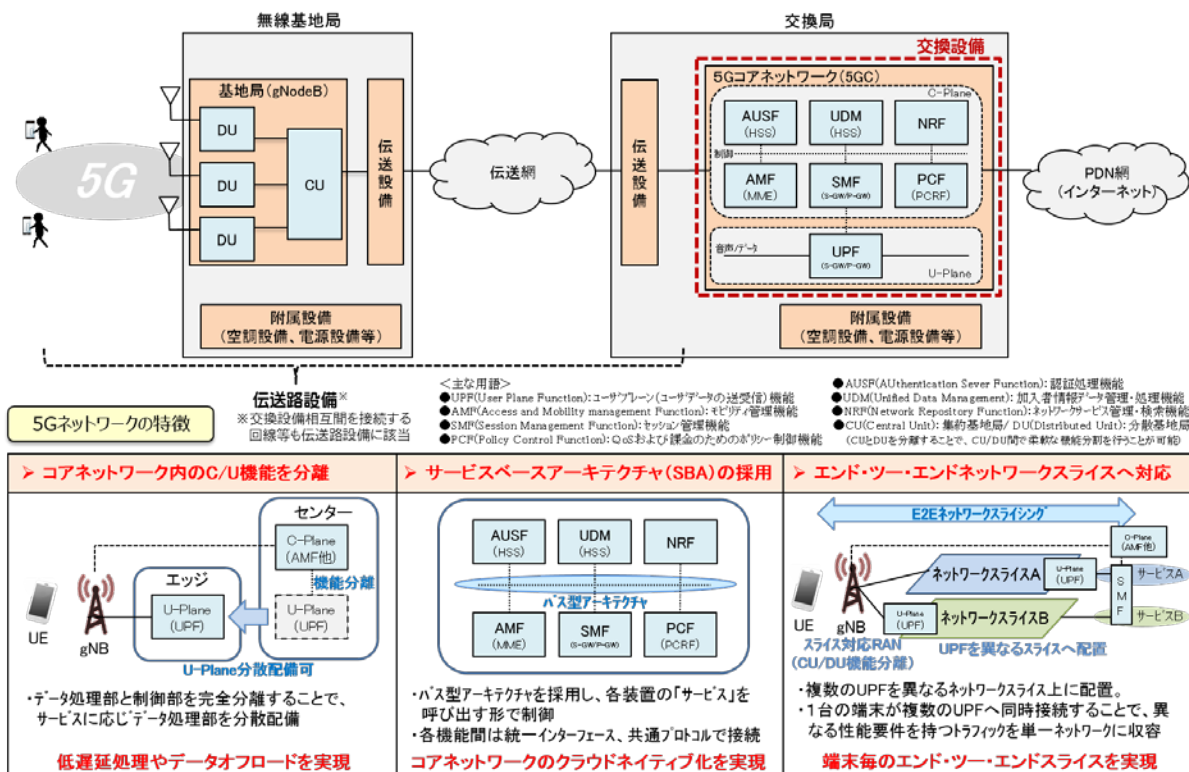 無線基地局
交換局
交換設備
基地局(gNodeB)
DU
DU
DU
CU
伝送設備
5G
伝送網
伝送設備
5Gコアネットワーク(5GC)
C-Plane
AUSF
(HSS)
UDM
(HSS)
NRF
制御
AMF
(MME)
SMF
(S-GW/P-GW)
PCF
(PCRF)
音声/データ
UPF
(S-GW/P-GW)
U-Plane
PDN網
(インターネット)
附属設備
(空調設備、電源設備等)
附属設備
(空調設備、電源設備等)
伝送路設備※
※交換設備相互間を接続する
回線等も伝送路設備に該当
<主な用語>
●UPF(User Plane Function):ユーザプレーン(ユーザデータの送受信)機能
●AMF(Access and Mobility management Function):モビリティ管理機能
●SMF(Session Management Function):セッション管理機能
●PCF(Policy Control Function):QoSおよび課金のためのポリシー制御機能
●AUSF(AUthentication Sever Function):認証処理機能
●UDM(Unified Data Management):加入者情報データ管理・処理機能
●NRF(Network Repository Function):ネットワークサービス管理・検索機能
●CU(Central Unit):集約基地局/ DU(Distributed Unit):分散基地局
(CUとDUを分離することで、CU/DU間で柔軟な機能分割を行うことが可能)
5Gネットワークの特徴
➢ コアネットワーク内のC/U機能を分離
センター
C-Plane
(AMF他)
機能分離
エッジ
U-Plane
(UPF)
U-Plane
(UPF)
UE
gNB
U-Plane分散配備可
・データ処理部と制御部を完全分離することで、
サービスに応じデータ処理部を分散配備
低遅延処理やデータオフロードを実現
➢ サービスベースアーキテクチャ(SBA)の採用
AUSF
(HSS)
UDM
(HSS)
NRF
バス型アーキテクチャ
AMF
(MME)
SMF
(S-GW/P-GW)
PCF
(PCRF)
・バス型アーキテクチャを採用し、各装置の「サービス」を
呼び出す形で制御
・各機能間は統一インターフェース、共通プロトコルで接続
コアネットワークのクラウドネイティブ化を実現
➢ エンド・ツー・エンドネットワークスライスへ対応
E2Eネットワークスライシング
C-Plane
(AMF他)
ネットワークスライスA
U-Plane
(UPF)
サービスA
SMF
U-Plane
(UPF)
ネットワークスライスB
サービスB
UE
gNB
スライス対応RAN
(CU/DU機能分離)
UPFを異なるスライスへ配置
・複数のUPFを異なるネットワークスライス上に配置。
・1台の端末が複数のUPFへ同時接続することで、異
なる性能要件を持つトラフィックを単一ネットワークに収容
端末毎のエンド・ツー・エンドスライスを実現